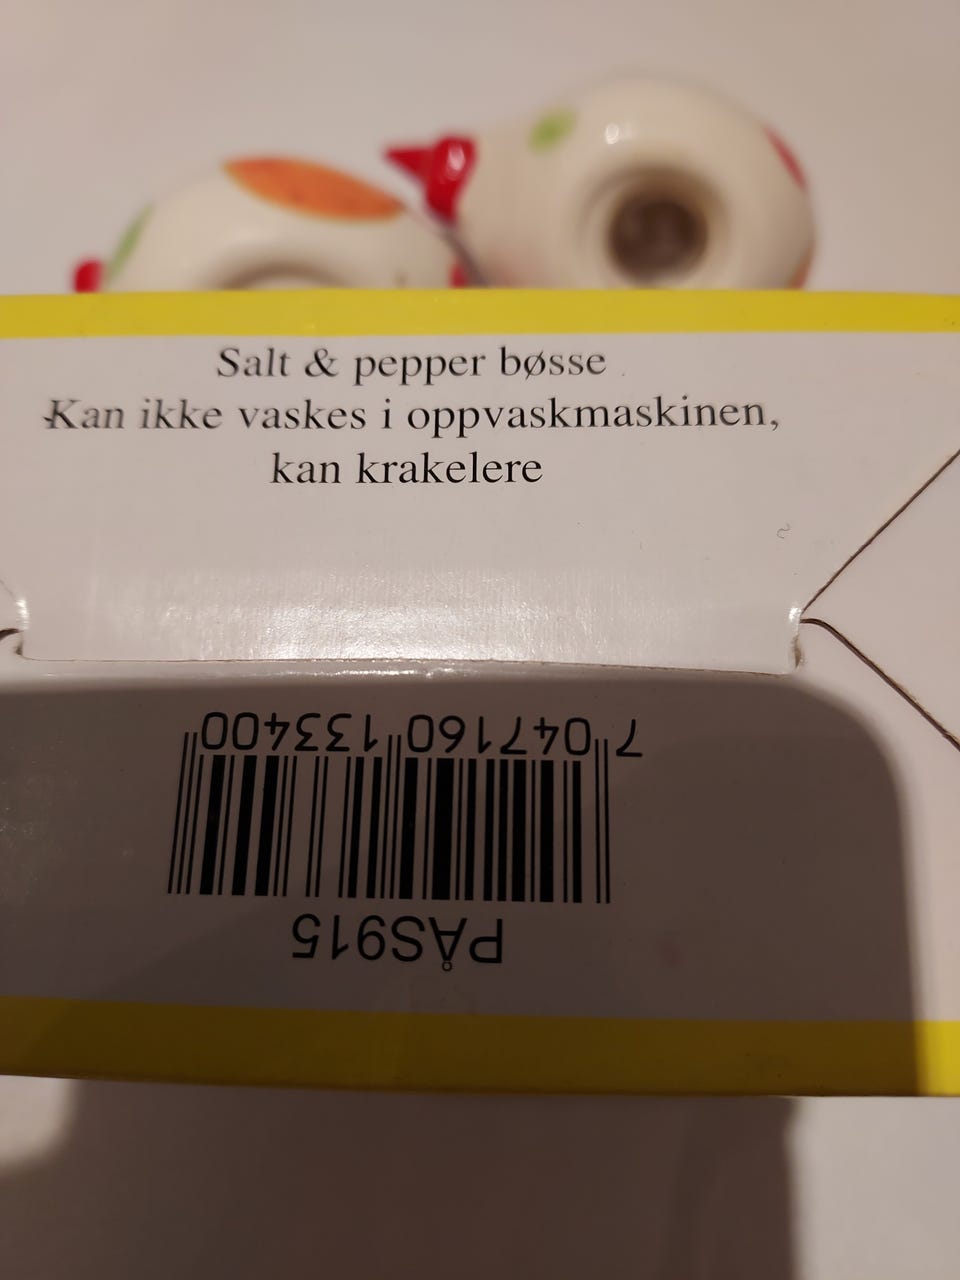 Salt & pepper bøsse
Kan ikke vaskes i oppvaskmaskinen,
kan krakelere
7 047160 133400
PÅS915